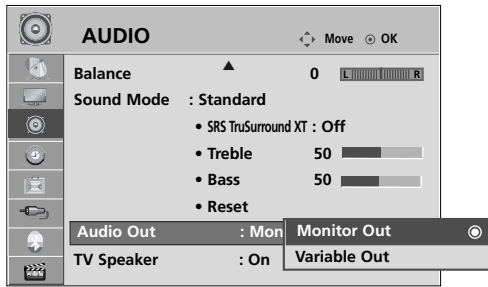 AUDIO Move OK
Balance 0 L R
Sound Mode : Standard
• SRS TruSurround XT : Off
• Treble 50
• Bass 50
• Reset
Audio Out : Mon Monitor Out
Variable Out
TV Speaker : On